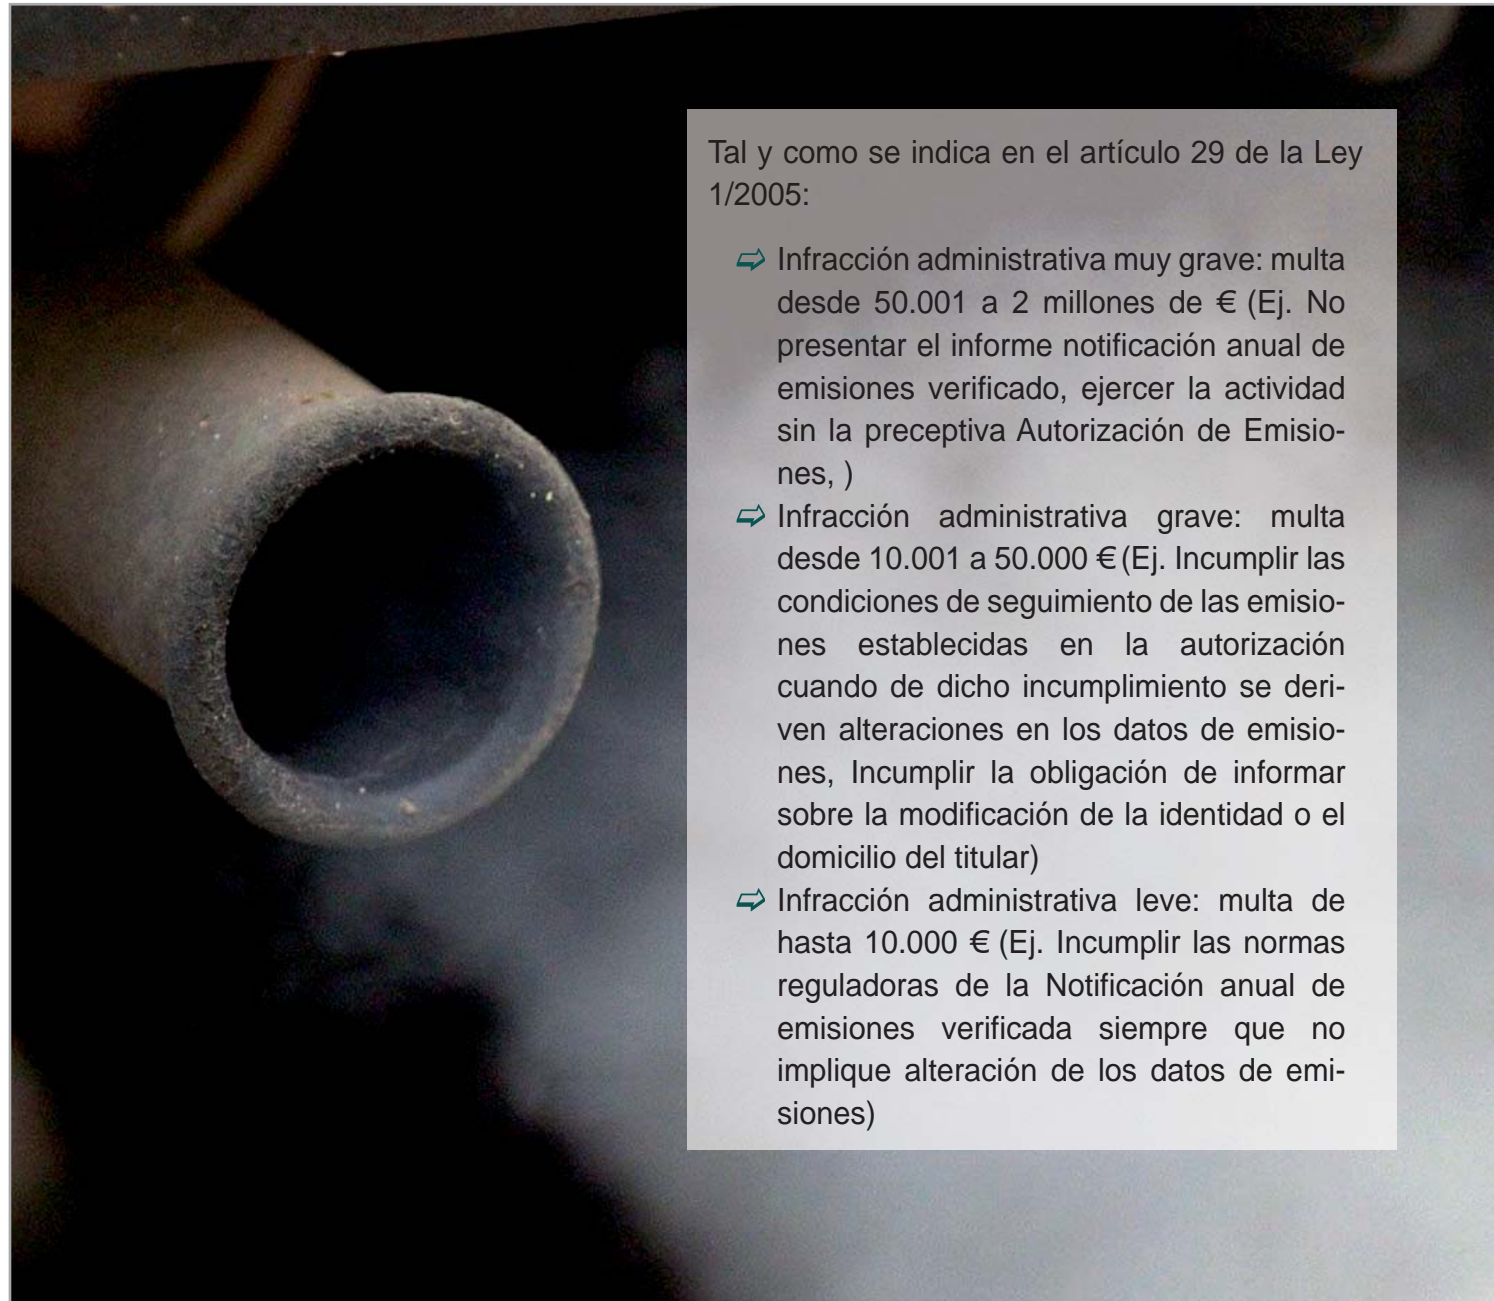 Tal y como se indica en el artículo 29 de la Ley
1/2005:
⇨ Infracción administrativa muy grave: multa
desde 50.001 a 2 millones de € (Ej. No
presentar el informe notificación anual de
emisiones verificado, ejercer la actividad
sin la preceptiva Autorización de Emisio-
nes, )
⇨ Infracción administrativa grave: multa
desde 10.001 a 50.000 € (Ej. Incumplir las
condiciones de seguimiento de las emisio-
nes establecidas en la autorización
cuando de dicho incumplimiento se deri-
ven alteraciones en los datos de emisio-
nes, Incumplir la obligación de informar
sobre la modificación de la identidad o el
domicilio del titular)
⇨ Infracción administrativa leve: multa de
hasta 10.000 € (Ej. Incumplir las normas
reguladoras de la Notificación anual de
emisiones verificada siempre que no
implique alteración de los datos de emi-
siones)